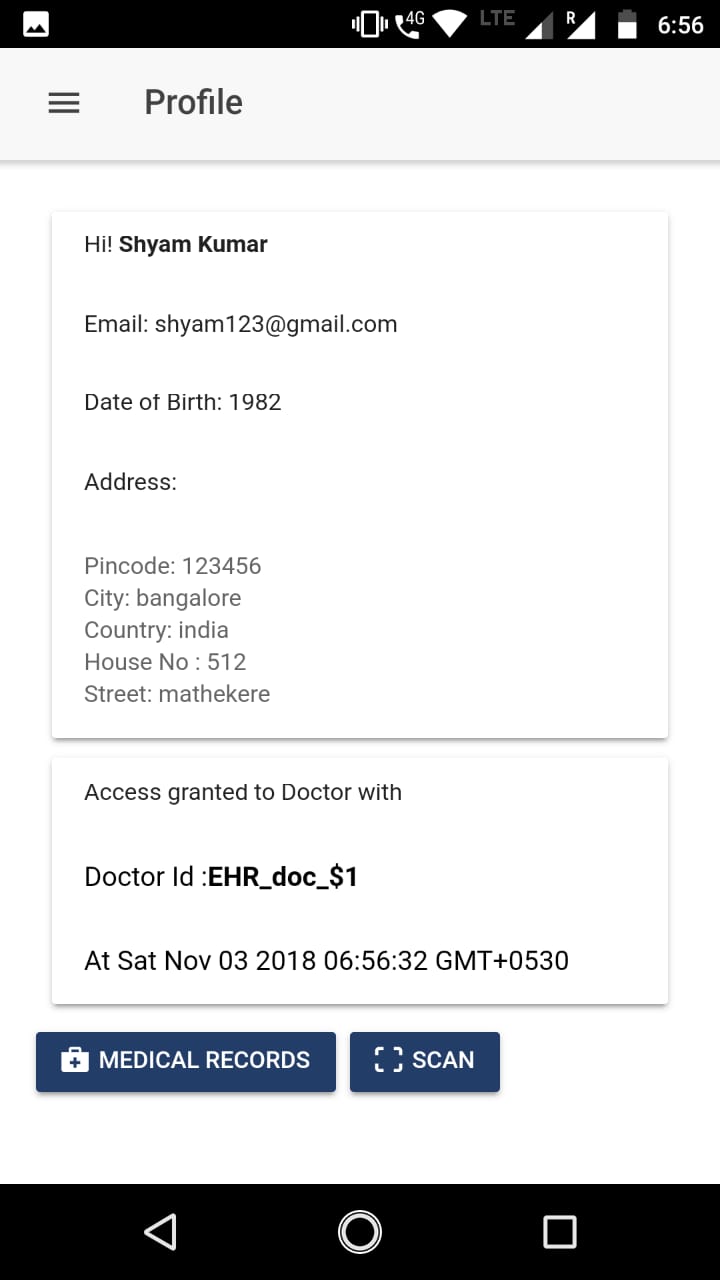 4G LTE R 6:56
Profile
Hi! Shyam Kumar
Email: shyam123@gmail.com
Date of Birth: 1982
Address:
Pincode: 123456
City: bangalore
Country: india
House No : 512
Street: mathekere
Access granted to Doctor with
Doctor Id :EHR_doc_$1
At Sat Nov 03 2018 06:56:32 GMT+0530
MEDICAL RECORDS SCAN